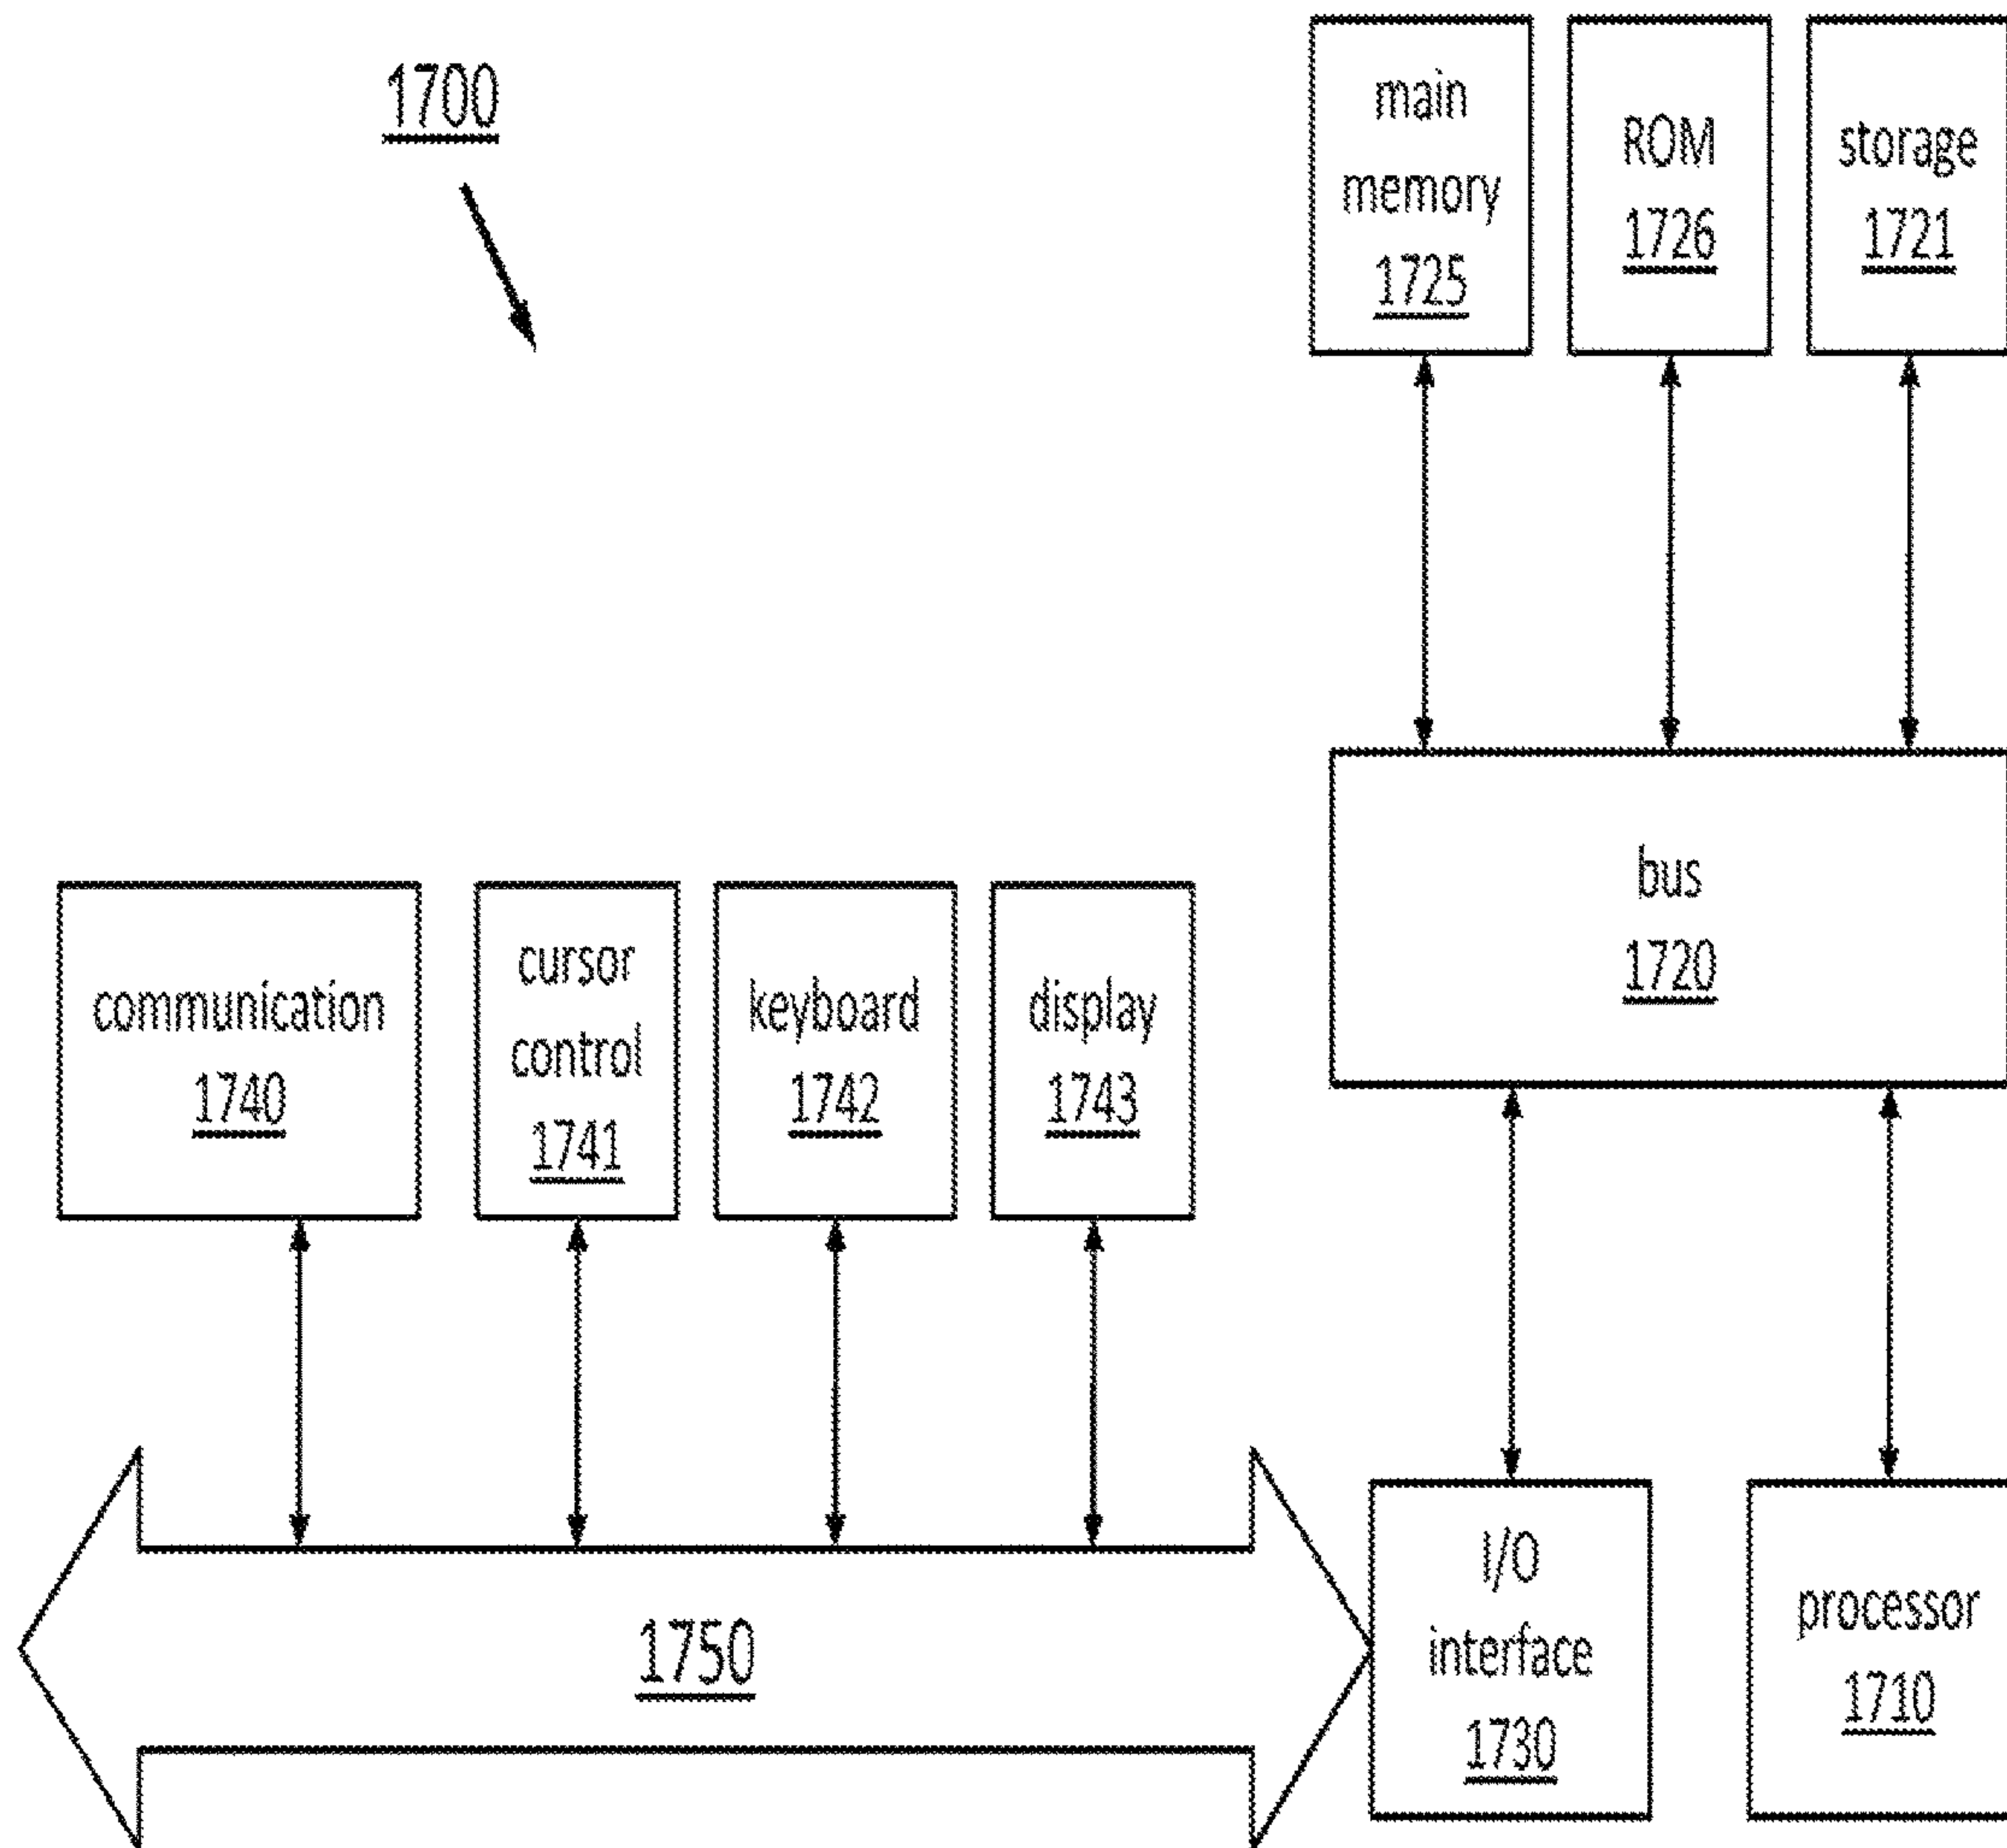 1700
main
memory
1725
ROM
1726
storage
1721
bus
1720
communication
1740
cursor
control
1741
keyboard
1742
display
1743
1750
I/O
interface
1730
processor
1710